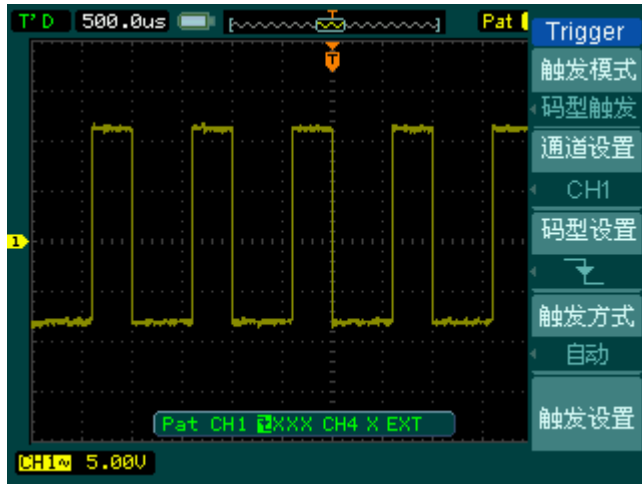 T'D 500.0us Pat
T
Trigger
触发模式
码型触发
通道设置
CH1
码型设置
触发方式
自动
触发设置
1
Pat CH1 XXX CH4 X EXT
CH1~ 5.00V